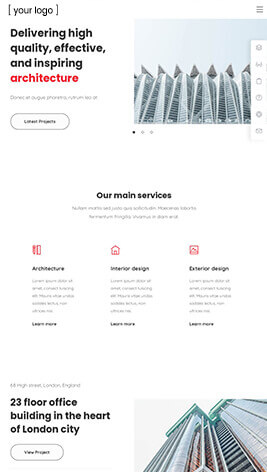 [ your logo ]
Delivering high
quality, effective,
and inspiring
architecture
Donec at augue pharetra, rutrum leo at
Latest Projects
Our main services
Nullam mattis sed justo quis sollicitudin. Maecenas lobortis
fermentum fringilla. Vivamus in diam erat
Architecture
Lorem ipsum dolor sit
amet, consect tossing
elit. Mauris vitae undos
sodales lectus, non
ultrices nisi.
Learn more
Interior design
Lorem ipsum dolor sit
amet, consect tossing
elit. Mauris vitae undos
sodales lectus, non
ultrices nisi.
Learn more
Exterior design
Lorem ipsum dolor sit
amet, consect tossing
elit. Mauris vitae undos
sodales lectus, non
ultrices nisi.
Learn more
68 High street, London, England
23 floor office
building in the heart
of London city
View Project